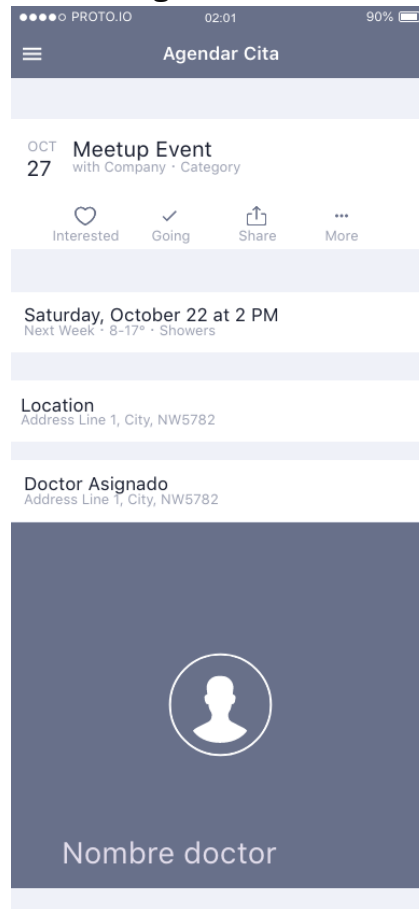 PROTO.IO 02:01 90%
Agendar Cita
OCT
27
Meetup Event
with Company · Category
Interested Going Share More
Saturday, October 22 at 2 PM
Next Week · 8-17° · Showers
Location
Address Line 1, City, NW5782
Doctor Asignado
Address Line 1, City, NW5782
Nombre doctor